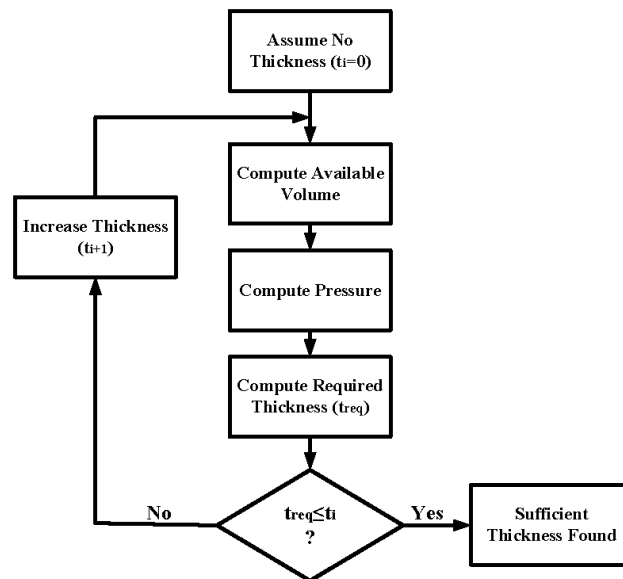 Assume No
Thickness (ti=0)
Compute Available
Volume
Increase Thickness
(ti+1)
Compute Pressure
Compute Required
Thickness (treq)
No
treq≤ti
?
Yes
Sufficient
Thickness Found